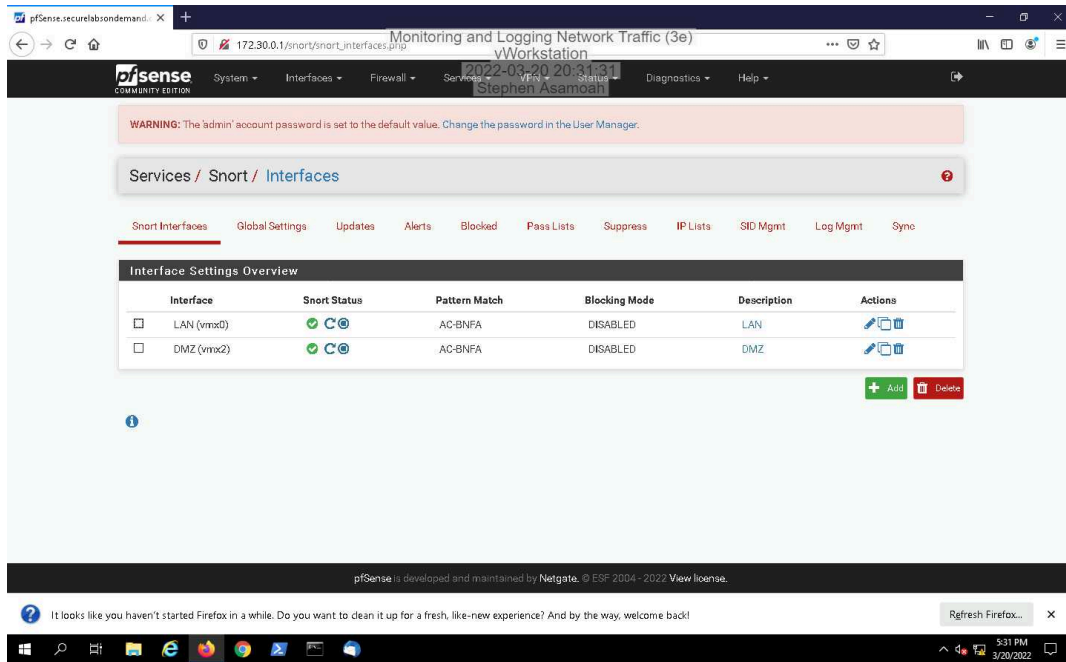 pfSense.securelabsondemand.
172.30.0.1/snort/snort_interfaces.php
Monitoring and Logging Network Traffic (3e)
vWorkstation
2022-03-20 20:31:31
Stephen Asamoah
pfsense
COMMUNITY EDITION
System Interfaces Firewall Services VPN Status Diagnostics Help
WARNING: The 'admin' account password is set to the default value. Change the password in the User Manager.
Services / Snort / Interfaces
Snort Interfaces Global Settings Updates Alerts Blocked Pass Lists Suppress IP Lists SID Mgmt Log Mgmt Sync
Interface Settings Overview
Interface Snort Status Pattern Match Blocking Mode Description Actions
LAN (vmx0) AC-BNFA DISABLED LAN
DMZ (vmx2) AC-BNFA DISABLED DMZ
Add Delete
pfSense is developed and maintained by Netgate. © ESF 2004 - 2022 View license.
It looks like you haven't started Firefox in a while. Do you want to clean it up for a fresh, like-new experience? And by the way, welcome back!
Refresh Firefox...
5:31 PM
3/20/2022